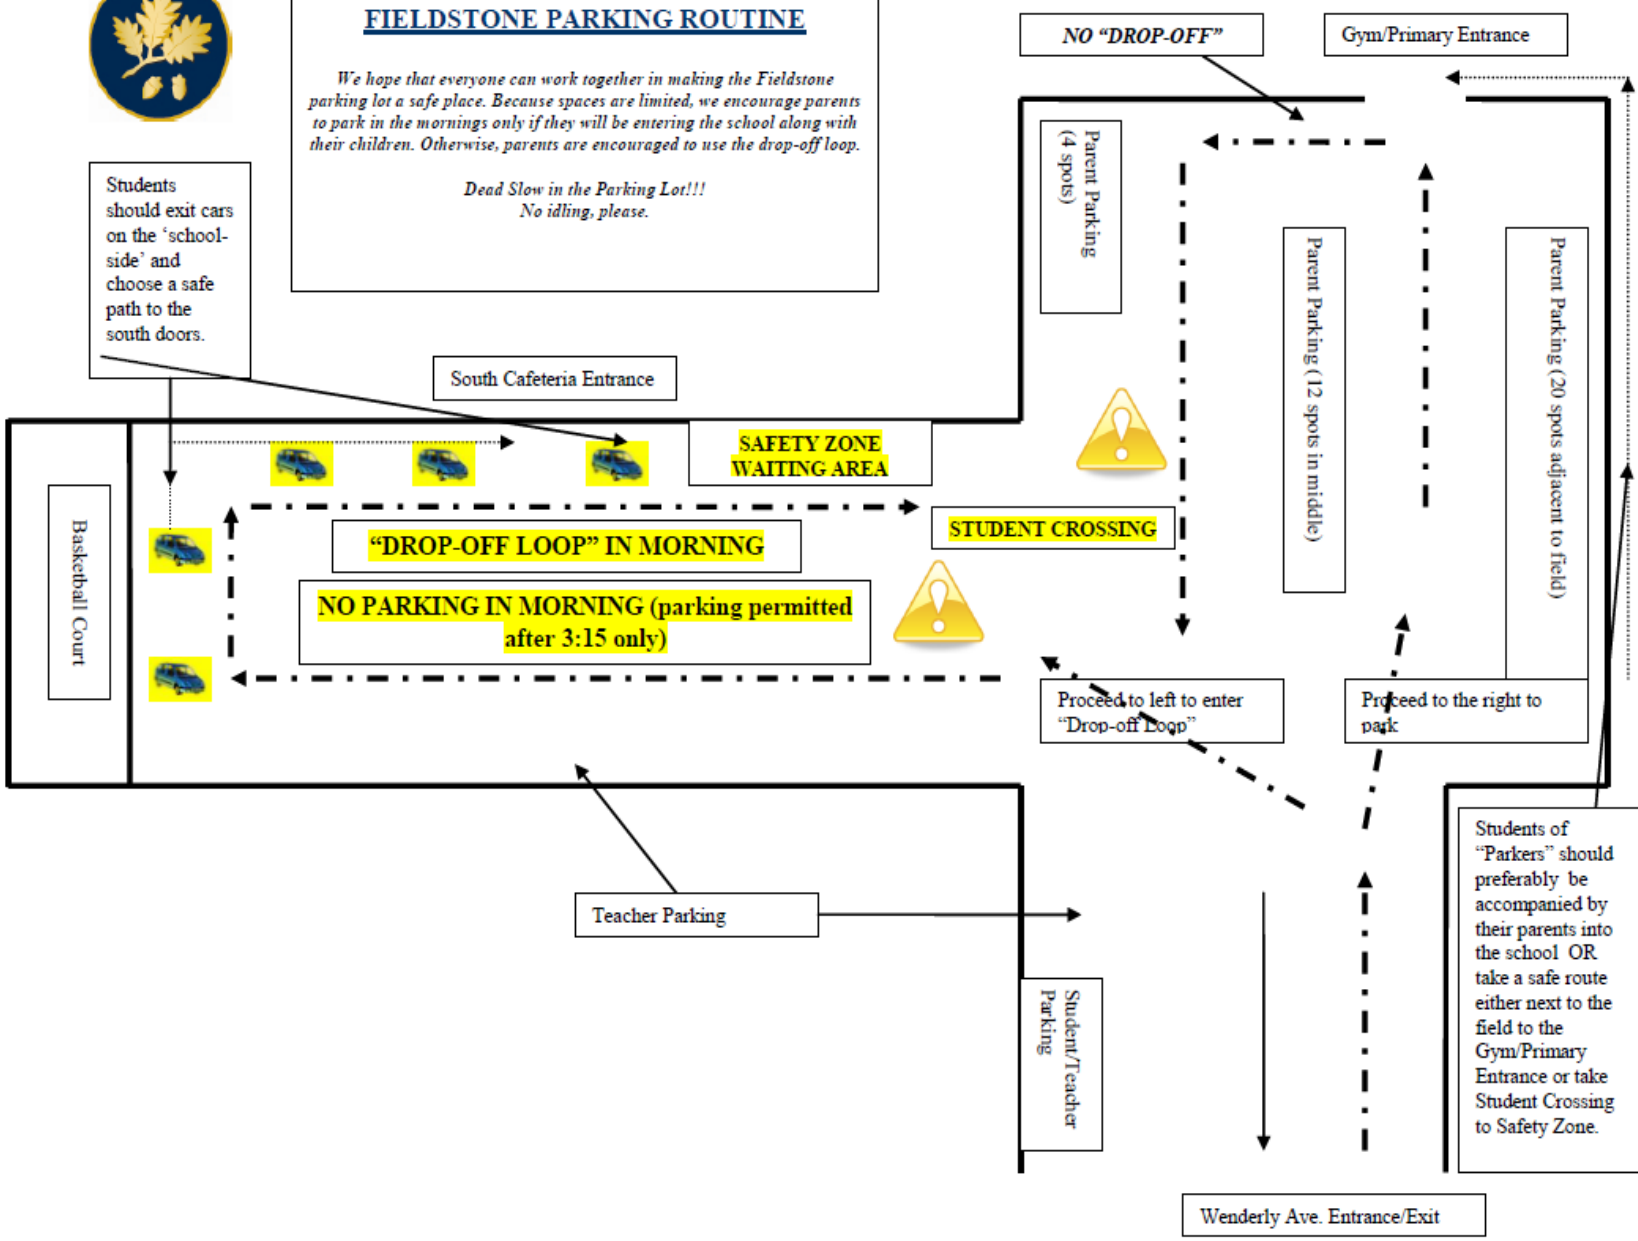 FIELDSTONE PARKING ROUTINE
We hope that everyone can work together in making the Fieldstone
parking lot a safe place. Because spaces are limited, we encourage parents
to park in the mornings only if they will be entering the school along with
their children. Otherwise, parents are encouraged to use the drop-off loop.
Dead Slow in the Parking Lot!!!
No idling, please.
NO “DROP-OFF”
Gym/Primary Entrance
Students
should exit cars
on the ‘school-
side’ and
choose a safe
path to the
south doors.
Parent Parking
(4 spots)
Parent Parking (12 spots in middle)
Parent Parking (20 spots adjacent to field)
South Cafeteria Entrance
SAFETY ZONE
WAITING AREA
STUDENT CROSSING
“DROP-OFF LOOP” IN MORNING
NO PARKING IN MORNING (parking permitted
after 3:15 only)
Basketball Court
Proceed to left to enter
“Drop-off Loop”
Proceed to the right to
park
Teacher Parking
Student/Teacher
Parking
Students of
“Parkers” should
preferably be
accompanied by
their parents into
the school OR
take a safe route
either next to the
field to the
Gym/Primary
Entrance or take
Student Crossing
to Safety Zone.
Wenderly Ave. Entrance/Exit